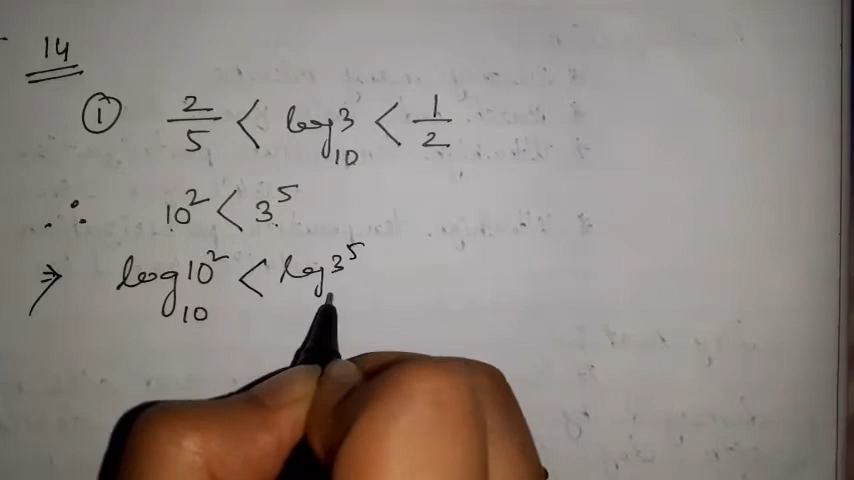 14
① 2/5 < log₁₀3 < 1/2
∴ 10² < 3⁵
⇒ log₁₀10² < log3⁵